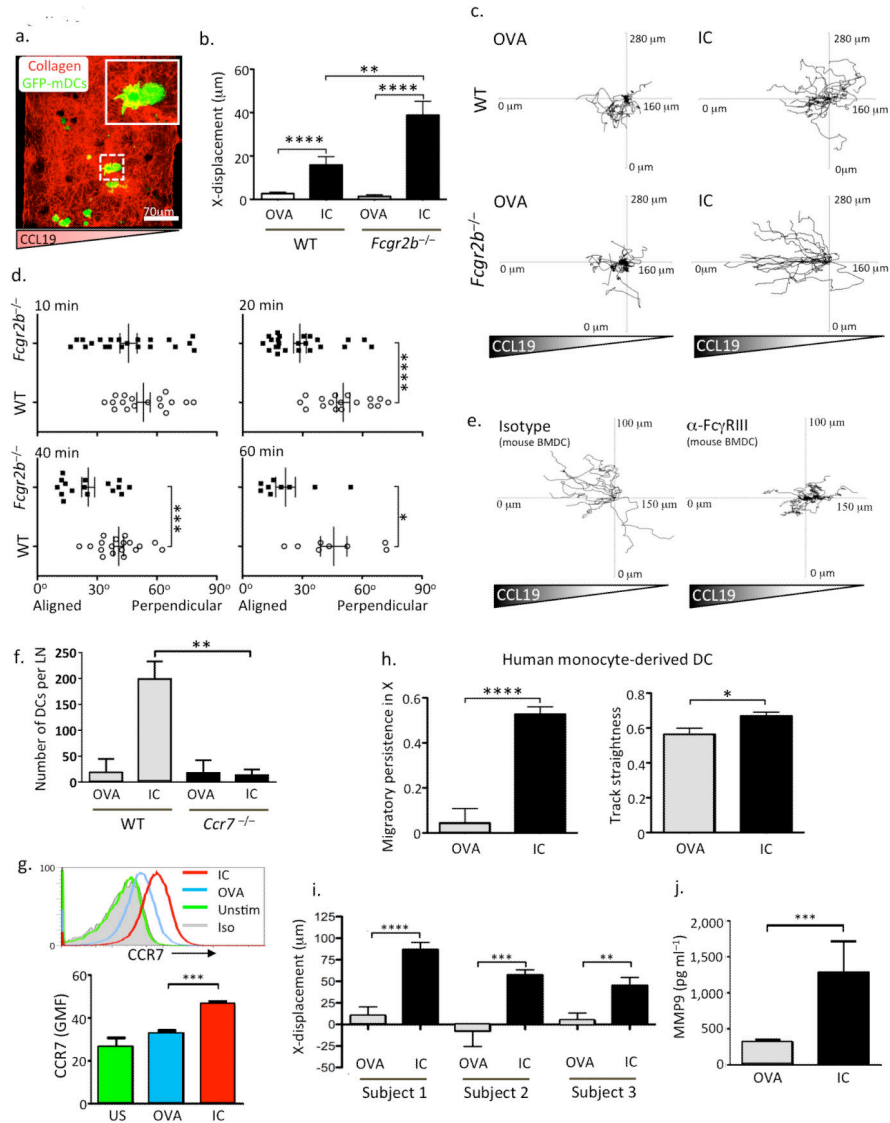 a.
Collagen
GFP-mDCs
70μm
CCL19
b.
X-displacement (μm)
60
40
20
0
**
****
****
OVA IC OVA IC
WT Fcgr2b−/−
c.
OVA IC
WT
280 μm 280 μm
0 μm 160 μm 0 μm 160 μm
0 μm 0μm
OVA IC
Fcgr2b−/−
280 μm 280 μm
0 μm 160 μm 0 μm 160 μm
0 μm 0 μm
CCL19 CCL19
d.
10 min 20 min
Fcgr2b−/−
WT
****
40 min 60 min
Fcgr2b−/−
WT
***
*
0° 30° 60° 90° 0° 30° 60° 90°
Aligned Perpendicular Aligned Perpendicular
e.
Isotype
(mouse BMDC)
α-FcγRIII
(mouse BMDC)
100 μm 100 μm
0 μm 150 μm 0 μm 150 μm
0 μm 0 μm
CCL19 CCL19
f.
Number of DCs per LN
250
200
150
100
50
0
**
OVA IC OVA IC
WT Ccr7 −/−
g.
100
0
IC
OVA
Unstim
Iso
CCR7
CCR7 (GMF)
60
40
20
0
***
US OVA IC
h.
Human monocyte-derived DC
Migratory persistence in X
0.6
0.4
0.2
0
****
OVA IC
Track straightness
0.8
0.6
0.4
0.2
0
*
OVA IC
i.
X-displacement (μm)
125
100
75
50
25
0
-25
-50
****
***
**
OVA IC OVA IC OVA IC
Subject 1 Subject 2 Subject 3
j.
MMP9 (pg ml−1)
2,000
1,500
1,000
500
0
***
OVA IC